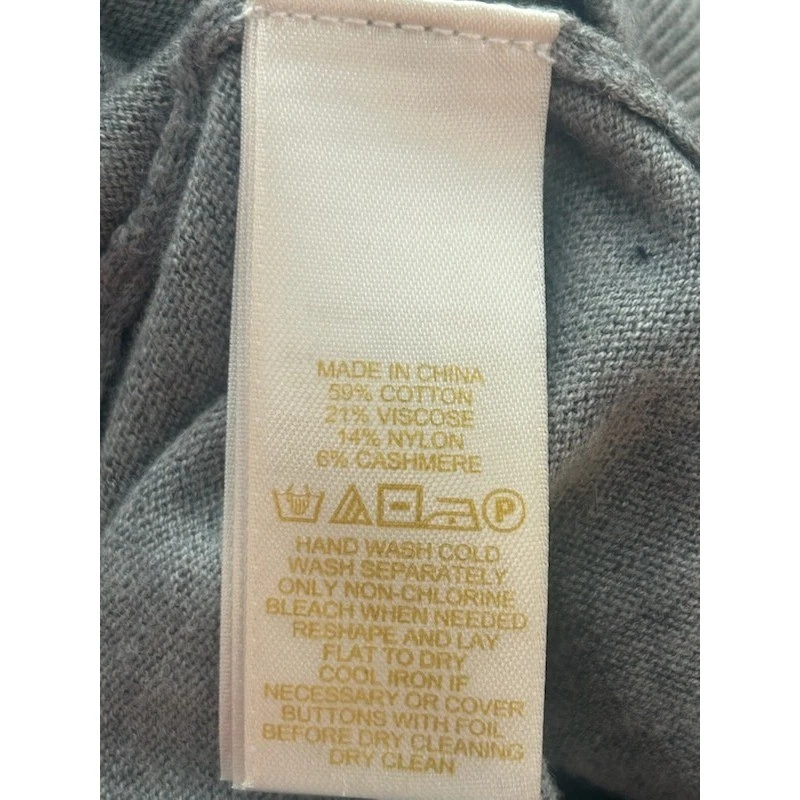 MADE IN CHINA
59% COTTON
21% VISCOSE
14% NYLON
6% CASHMERE
P
HAND WASH COLD
WASH SEPARATELY
ONLY NON-CHLORINE
BLEACH WHEN NEEDED
RESHAPE AND LAY
FLAT TO DRY
COOL IRON IF
NECESSARY OR COVER
BUTTONS WITH FOIL
BEFORE DRY CLEANING
DRY CLEAN